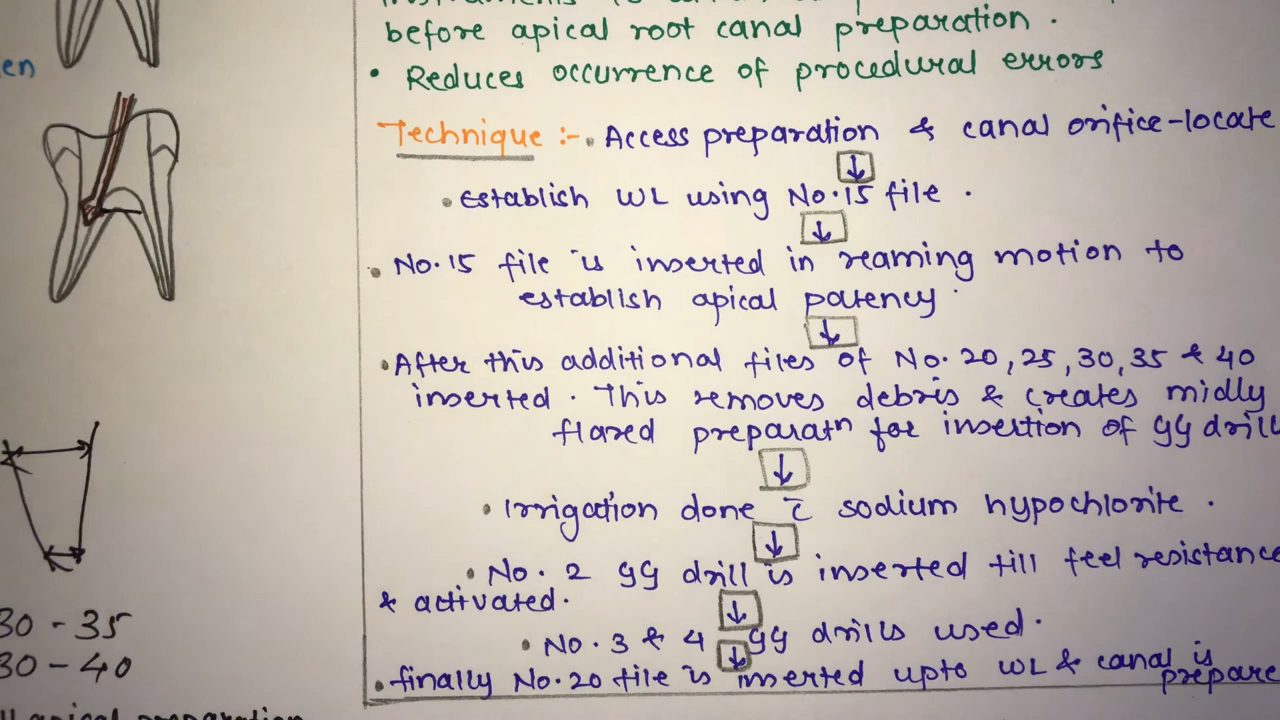 before apical root canal preparation .
• Reduces occurrence of procedural errors
en
Technique :- • Access preparation & canal orifice-locate
↓
• Establish WL using No.15 file .
↓
• No.15 file is inserted in reaming motion to
establish apical patency .
↓
• After this additional files of No. 20, 25, 30, 35 & 40
inserted . This removes debris & creates midly
flared preparatn for insertion of GG drill
↓
• Irrigation done c̄ sodium hypochlorite .
↓
• No. 2 GG drill is inserted till feel resistance
& activated.
↓
• No. 3 & 4 GG drills used.
↓
• finally No.20 file is inserted upto WL & canal is
prepare
30 - 35
30 - 40
apical preparation